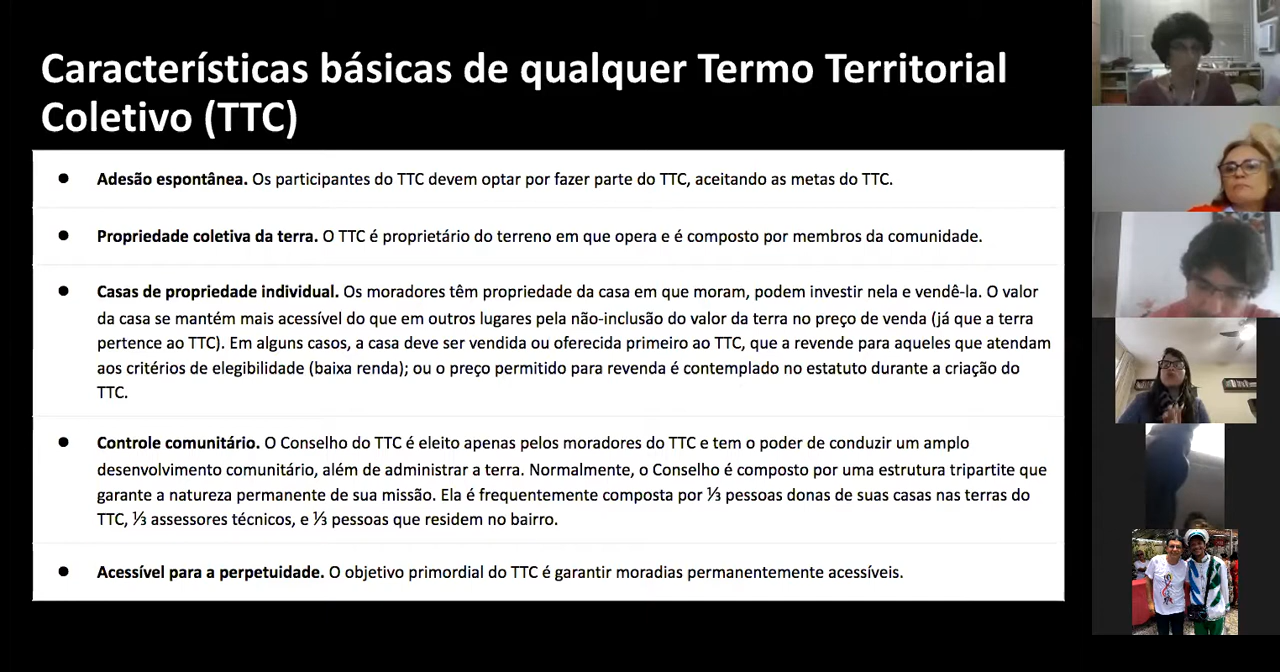 Características básicas de qualquer Termo Territorial
Coletivo (TTC)
● Adesão espontânea. Os participantes do TTC devem optar por fazer parte do TTC, aceitando as metas do TTC.
● Propriedade coletiva da terra. O TTC é proprietário do terreno em que opera e é composto por membros da comunidade.
● Casas de propriedade individual. Os moradores têm propriedade da casa em que moram, podem investir nela e vendê-la. O valor
da casa se mantém mais acessível do que em outros lugares pela não-inclusão do valor da terra no preço de venda (já que a terra
pertence ao TTC). Em alguns casos, a casa deve ser vendida ou oferecida primeiro ao TTC, que a revende para aqueles que atendam
aos critérios de elegibilidade (baixa renda); ou o preço permitido para revenda é contemplado no estatuto durante a criação do
TTC.
● Controle comunitário. O Conselho do TTC é eleito apenas pelos moradores do TTC e tem o poder de conduzir um amplo
desenvolvimento comunitário, além de administrar a terra. Normalmente, o Conselho é composto por uma estrutura tripartite que
garante a natureza permanente de sua missão. Ela é frequentemente composta por ⅓ pessoas donas de suas casas nas terras do
TTC, ⅓ assessores técnicos, e ⅓ pessoas que residem no bairro.
● Acessível para a perpetuidade. O objetivo primordial do TTC é garantir moradias permanentemente acessíveis.